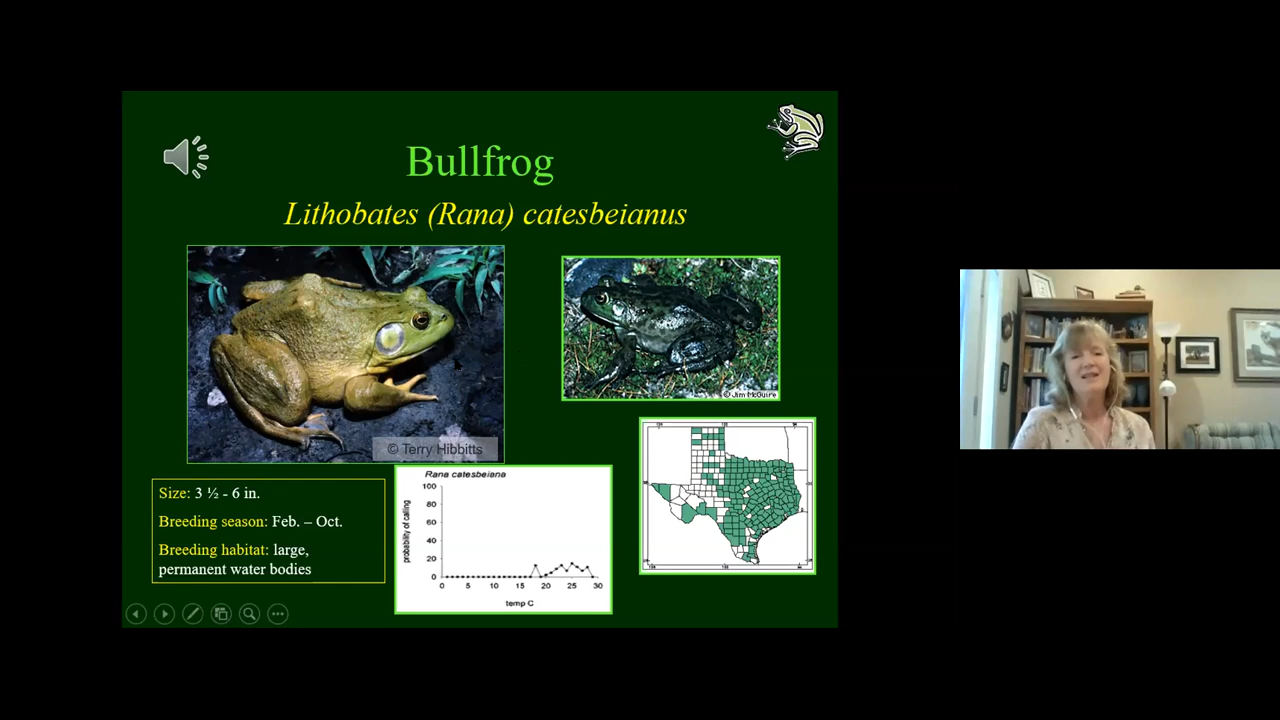 Bullfrog
Lithobates (Rana) catesbeianus
© Terry Hibbitts
© Jim McGuire
Size: 3 ½ - 6 in.
Breeding season: Feb. – Oct.
Breeding habitat: large,
permanent water bodies
Rana catesbeiana
probability of calling
100
80
60
40
20
0
0 5 10 15 20 25 30
temp C